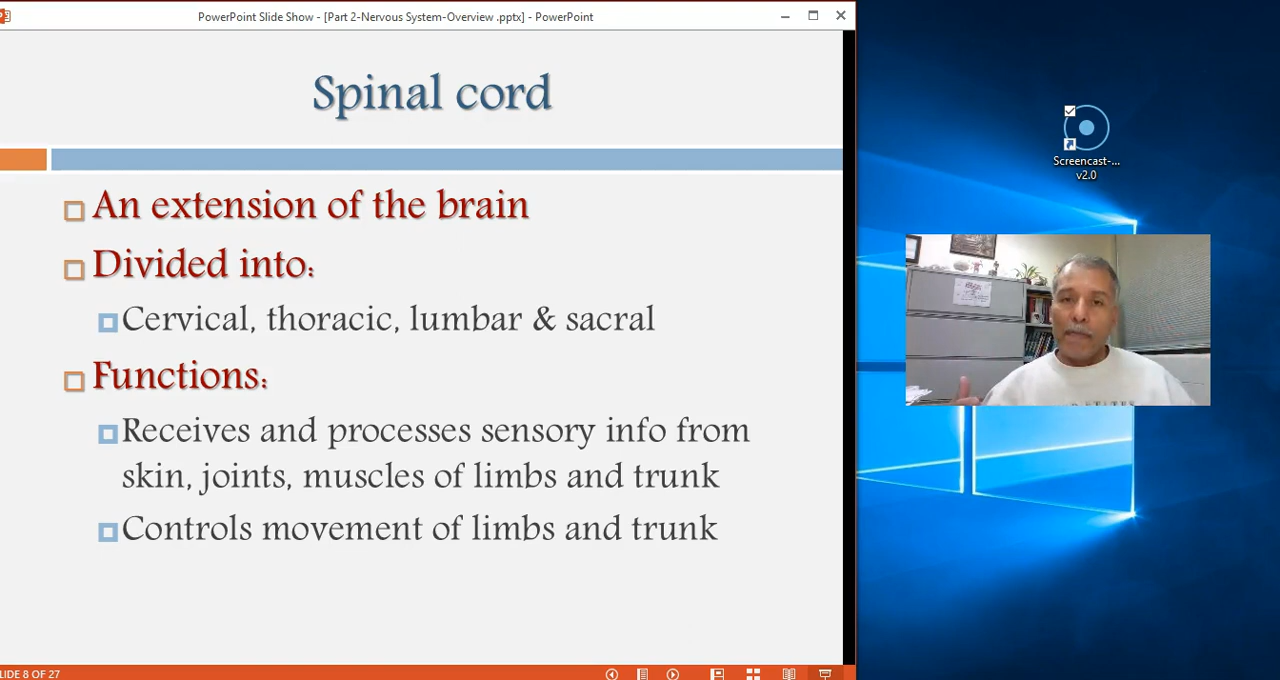 PowerPoint Slide Show - [Part 2-Nervous System-Overview .pptx] - PowerPoint
Spinal cord
An extension of the brain
Divided into:
Cervical, thoracic, lumbar & sacral
Functions:
Receives and processes sensory info from
skin, joints, muscles of limbs and trunk
Controls movement of limbs and trunk
LIDE 8 OF 27
Screencast-...
v2.0